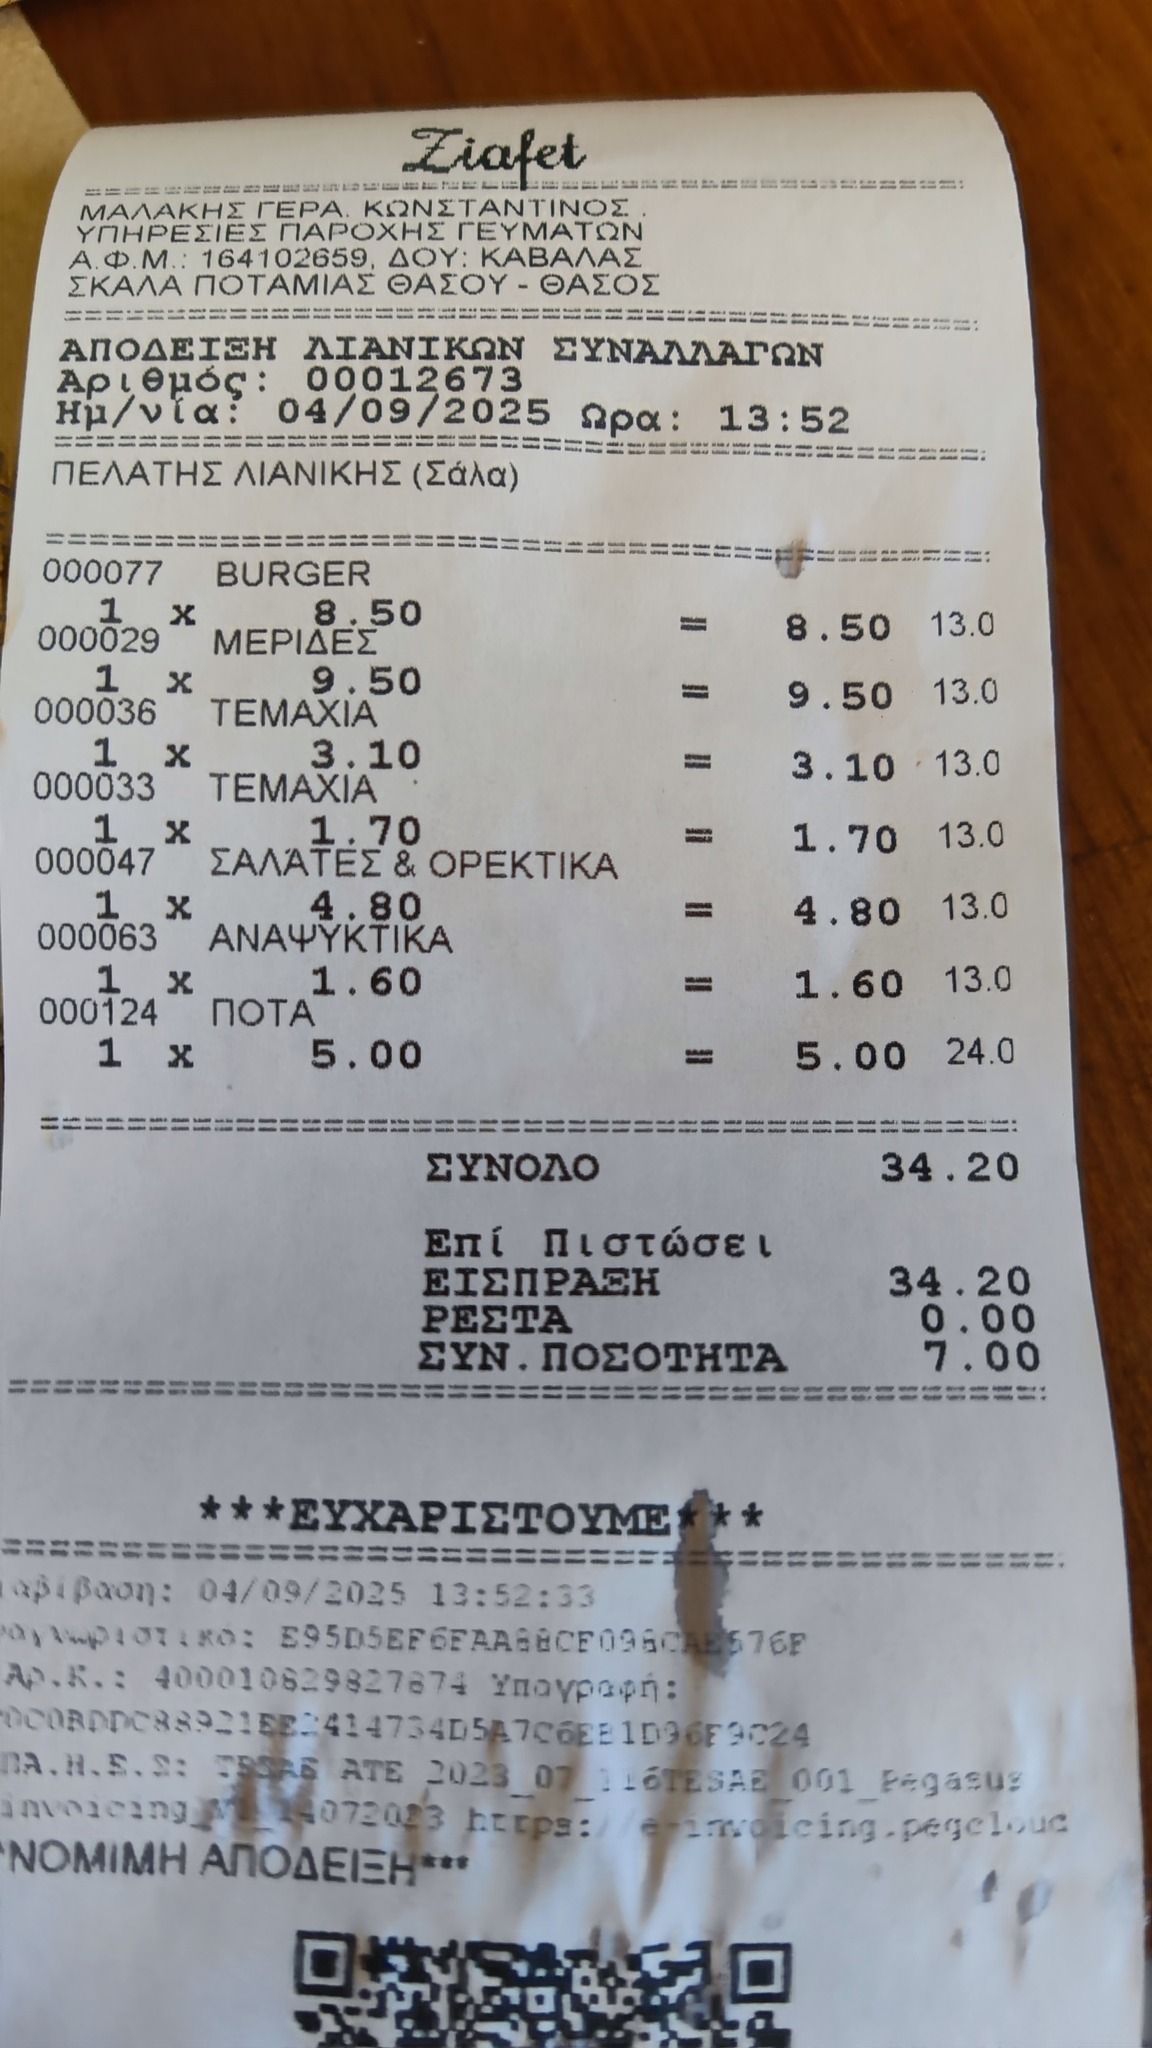 Ziafet
ΜΑΛΑΚΗΣ ΓΕΡΑ. ΚΩΝΣΤΑΝΤΙΝΟΣ .
ΥΠΗΡΕΣΙΕΣ ΠΑΡΟΧΗΣ ΓΕΥΜΑΤΩΝ
Α.Φ.Μ.: 164102659, ΔΟΥ: ΚΑΒΑΛΑΣ
ΣΚΑΛΑ ΠΟΤΑΜΙΑΣ ΘΑΣΟΥ - ΘΑΣΟΣ
ΑΠΟΔΕΙΞΗ ΛΙΑΝΙΚΩΝ ΣΥΝΑΛΛΑΓΩΝ
Αριθμός: 00012673
Ημ/νία: 04/09/2025 Ωρα: 13:52
ΠΕΛΑΤΗΣ ΛΙΑΝΙΚΗΣ (Σάλα)
000077 BURGER
1 x 8.50 = 8.50 13.0
000029 ΜΕΡΙΔΕΣ
1 x 9.50 = 9.50 13.0
000036 ΤΕΜΑΧΙΑ
1 x 3.10 = 3.10 13.0
000033 ΤΕΜΑΧΙΑ
1 x 1.70 = 1.70 13.0
000047 ΣΑΛΑΤΕΣ & ΟΡΕΚΤΙΚΑ
1 x 4.80 = 4.80 13.0
000063 ΑΝΑΨΥΚΤΙΚΑ
1 x 1.60 = 1.60 13.0
000124 ΠΟΤΑ
1 x 5.00 = 5.00 24.0
ΣΥΝΟΛΟ 34.20
Επί Πιστώσει
ΕΙΣΠΡΑΞΗ 34.20
ΡΕΣΤΑ 0.00
ΣΥΝ.ΠΟΣΟΤΗΤΑ 7.00
***ΕΥΧΑΡΙΣΤΟΥΜΕ***
04/09/2025 13:52:33
Αρ.Κ.: Υπογραφή:
ΠΑ.Η.Ε.Σ: ATE
https://e-invoicing.pegcloud
ΝΟΜΙΜΗ ΑΠΟΔΕΙΞΗ***